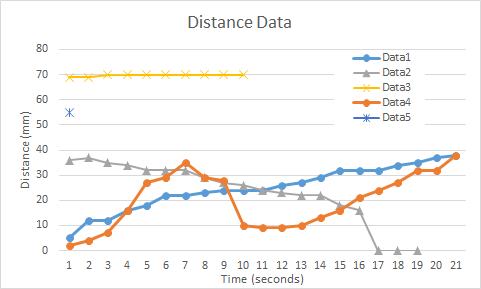 Distance Data
80
70
60
50
40
30
20
10
0
Distance (mm)
Data1
Data2
Data3
Data4
Data5
1 2 3 4 5 6 7 8 9 10 11 12 13 14 15 16 17 18 19 20 21
Time (seconds)